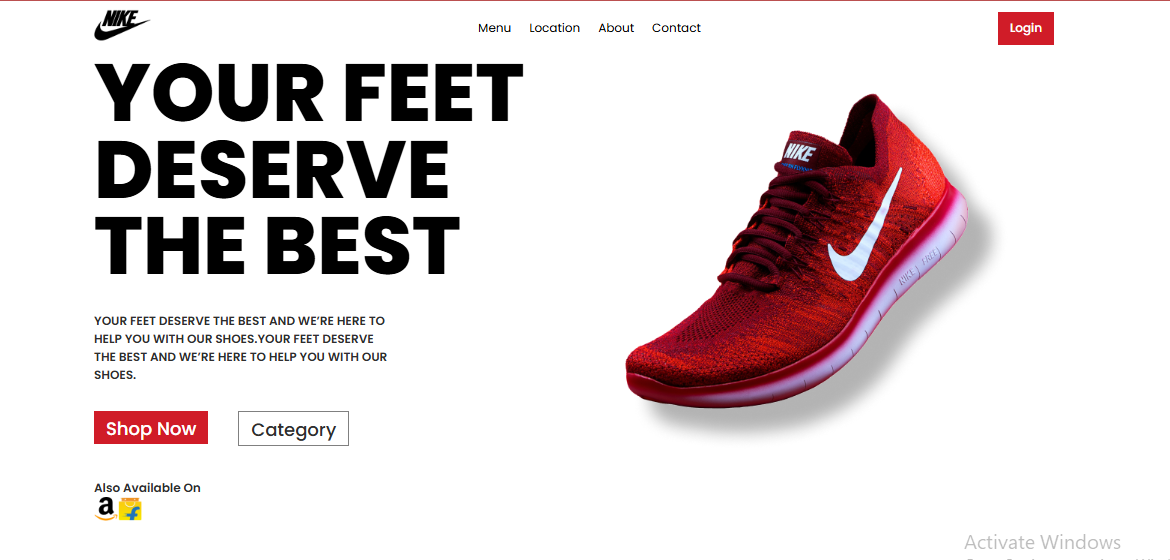 NIKE
Menu Location About Contact
Login
YOUR FEET
DESERVE
THE BEST
NIKE
NIKE FREE
YOUR FEET DESERVE THE BEST AND WE'RE HERE TO
HELP YOU WITH OUR SHOES.YOUR FEET DESERVE
THE BEST AND WE'RE HERE TO HELP YOU WITH OUR
SHOES.
Shop Now
Category
Also Available On
a
f
Activate Windows